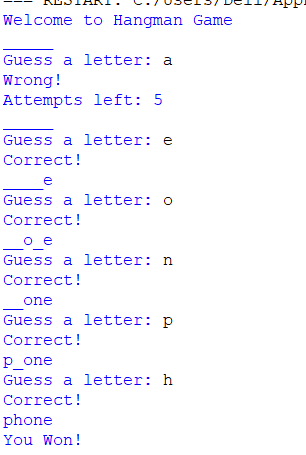 === RESTART: C:/Users/Dell/App
Welcome to Hangman Game
_____
Guess a letter: a
Wrong!
Attempts left: 5
_____
Guess a letter: e
Correct!
____e
Guess a letter: o
Correct!
__o_e
Guess a letter: n
Correct!
__one
Guess a letter: p
Correct!
p_one
Guess a letter: h
Correct!
phone
You Won!